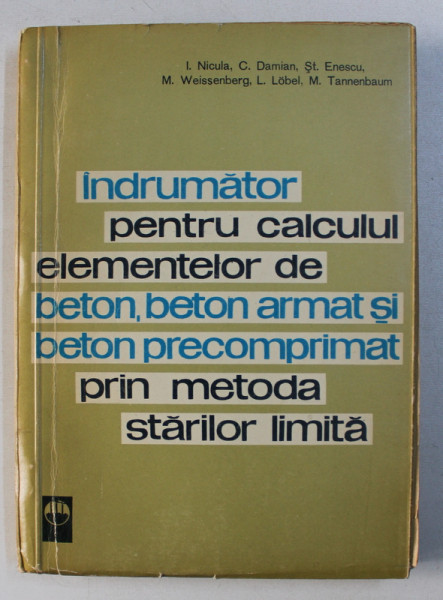 I. Nicula, C. Damian, Șt. Enescu,
M. Weissenberg, L. Löbel, M. Tannenbaum
Îndrumător
pentru calculul
elementelor de
beton, beton armat și
beton precomprimat
prin metoda
stărilor limită